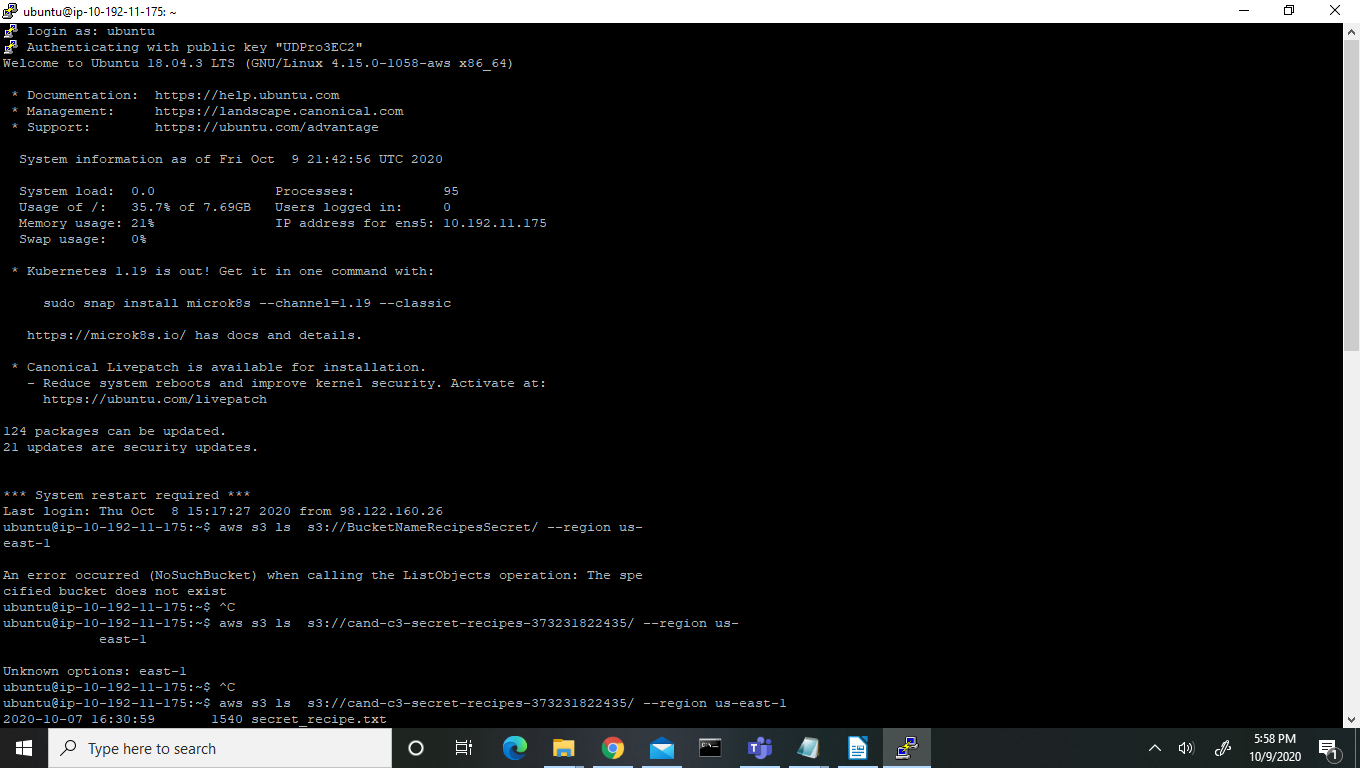 ubuntu@ip-10-192-11-175: ~
login as: ubuntu
Authenticating with public key "UDPro3EC2"
Welcome to Ubuntu 18.04.3 LTS (GNU/Linux 4.15.0-1058-aws x86_64)
* Documentation:  https://help.ubuntu.com
* Management:     https://landscape.canonical.com
* Support:        https://ubuntu.com/advantage
System information as of Fri Oct  9 21:42:56 UTC 2020
System load:  0.0               Processes:           95
Usage of /:   35.7% of 7.69GB   Users logged in:     0
Memory usage: 21%               IP address for ens5: 10.192.11.175
Swap usage:   0%
* Kubernetes 1.19 is out! Get it in one command with:
sudo snap install microk8s --channel=1.19 --classic
https://microk8s.io/ has docs and details.
* Canonical Livepatch is available for installation.
- Reduce system reboots and improve kernel security. Activate at:
https://ubuntu.com/livepatch
124 packages can be updated.
21 updates are security updates.
*** System restart required ***
Last login: Thu Oct  8 15:17:27 2020 from 98.122.160.26
ubuntu@ip-10-192-11-175:~$ aws s3 ls  s3://BucketNameRecipesSecret/ --region us-
east-1
An error occurred (NoSuchBucket) when calling the ListObjects operation: The spe
cified bucket does not exist
ubuntu@ip-10-192-11-175:~$ ^C
ubuntu@ip-10-192-11-175:~$ aws s3 ls  s3://cand-c3-secret-recipes-373231822435/ --region us-
east-1
Unknown options: east-1
ubuntu@ip-10-192-11-175:~$ ^C
ubuntu@ip-10-192-11-175:~$ aws s3 ls  s3://cand-c3-secret-recipes-373231822435/ --region us-east-1
2020-10-07 16:30:59       1540 secret_recipe.txt
Type here to search
5:58 PM
10/9/2020
1